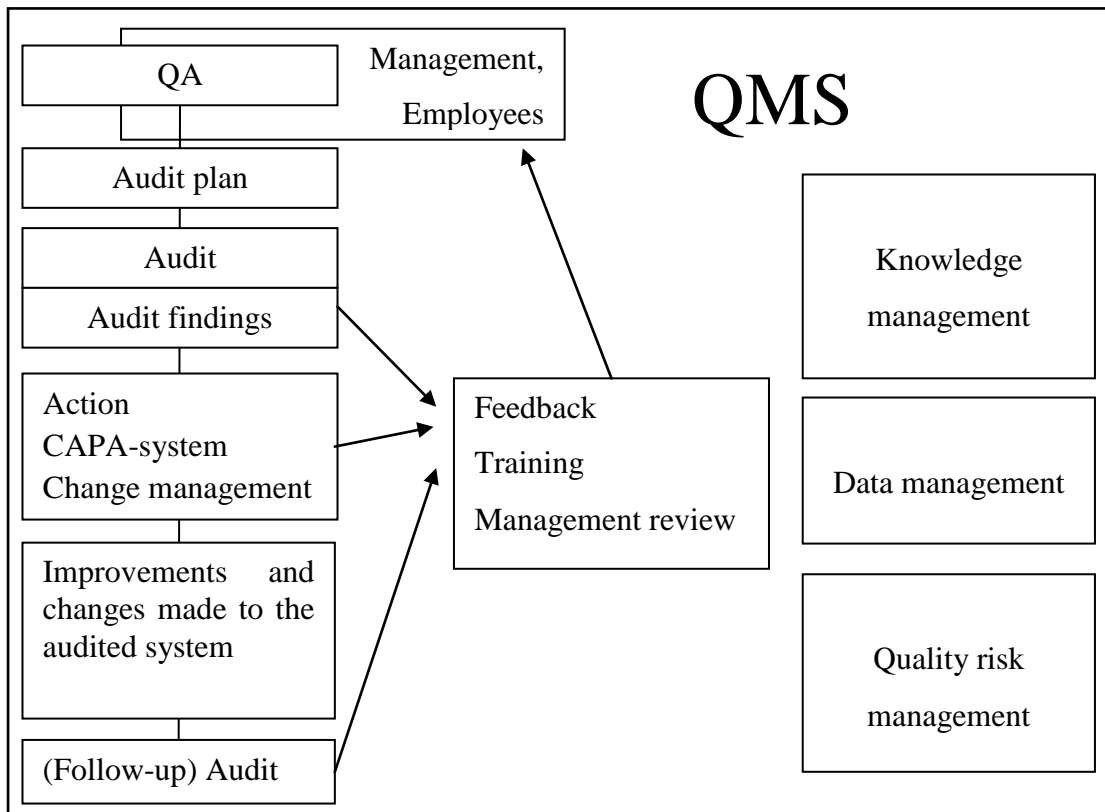 QA
Management,
Employees
QMS
Audit plan
Audit
Audit findings
Action
CAPA-system
Change management
Improvements and
changes made to the
audited system
(Follow-up) Audit
Feedback
Training
Management review
Knowledge
management
Data management
Quality risk
management